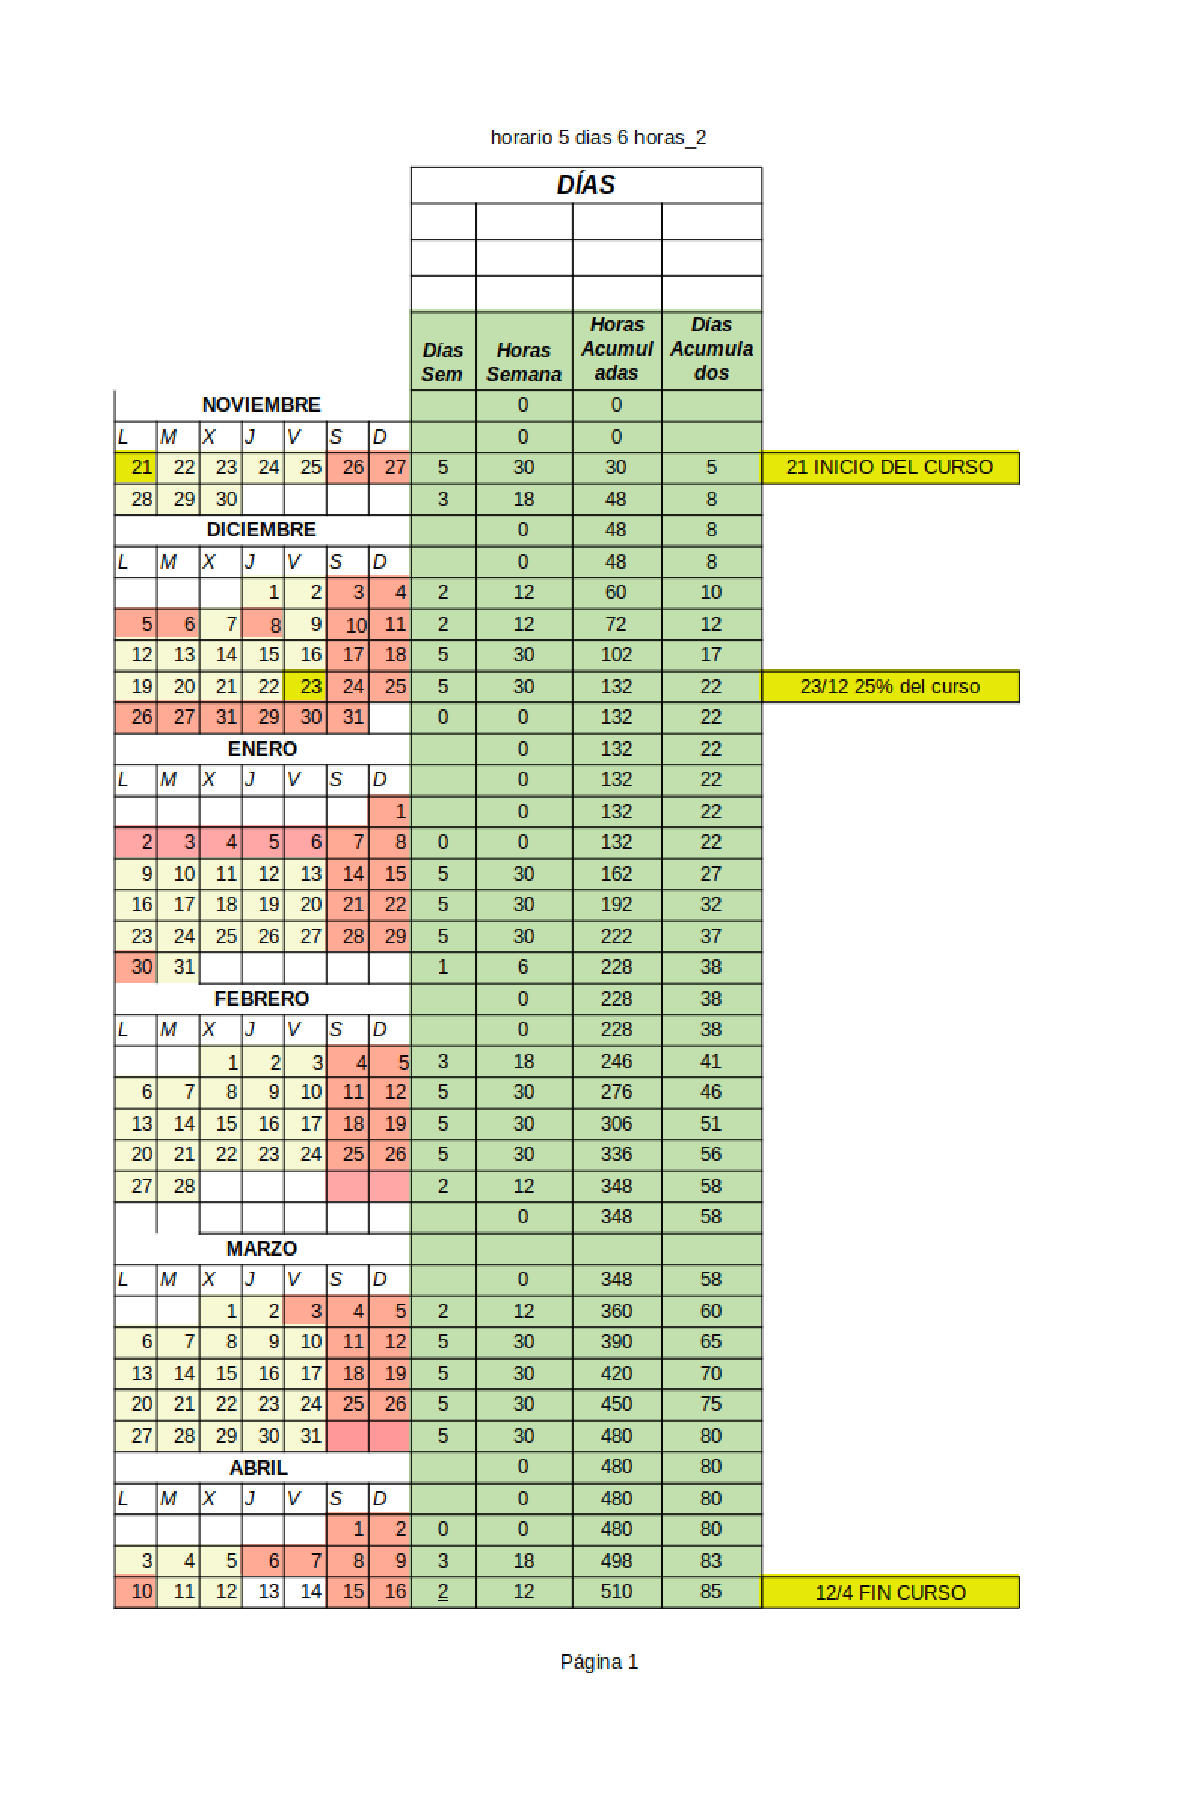 horario 5 dias 6 horas_2
DÍAS
Días Sem Horas Semana Horas Acumul adas Días Acumula dos
NOVIEMBRE 0 0
L M X J V S D 0 0
21 22 23 24 25 26 27 5 30 30 5 21 INICIO DEL CURSO
28 29 30 3 18 48 8
DICIEMBRE 0 48 8
L M X J V S D 0 48 8
1 2 3 4 2 12 60 10
5 6 7 8 9 10 11 2 12 72 12
12 13 14 15 16 17 18 5 30 102 17
19 20 21 22 23 24 25 5 30 132 22 23/12 25% del curso
26 27 31 29 30 31 0 0 132 22
ENERO 0 132 22
L M X J V S D 0 132 22
1 0 132 22
2 3 4 5 6 7 8 0 0 132 22
9 10 11 12 13 14 15 5 30 162 27
16 17 18 19 20 21 22 5 30 192 32
23 24 25 26 27 28 29 5 30 222 37
30 31 1 6 228 38
FEBRERO 0 228 38
L M X J V S D 0 228 38
1 2 3 4 5 3 18 246 41
6 7 8 9 10 11 12 5 30 276 46
13 14 15 16 17 18 19 5 30 306 51
20 21 22 23 24 25 26 5 30 336 56
27 28 2 12 348 58
0 348 58
MARZO
L M X J V S D 0 348 58
1 2 3 4 5 2 12 360 60
6 7 8 9 10 11 12 5 30 390 65
13 14 15 16 17 18 19 5 30 420 70
20 21 22 23 24 25 26 5 30 450 75
27 28 29 30 31 5 30 480 80
ABRIL 0 480 80
L M X J V S D 0 480 80
1 2 0 0 480 80
3 4 5 6 7 8 9 3 18 498 83
10 11 12 13 14 15 16 2 12 510 85 12/4 FIN CURSO
Página 1